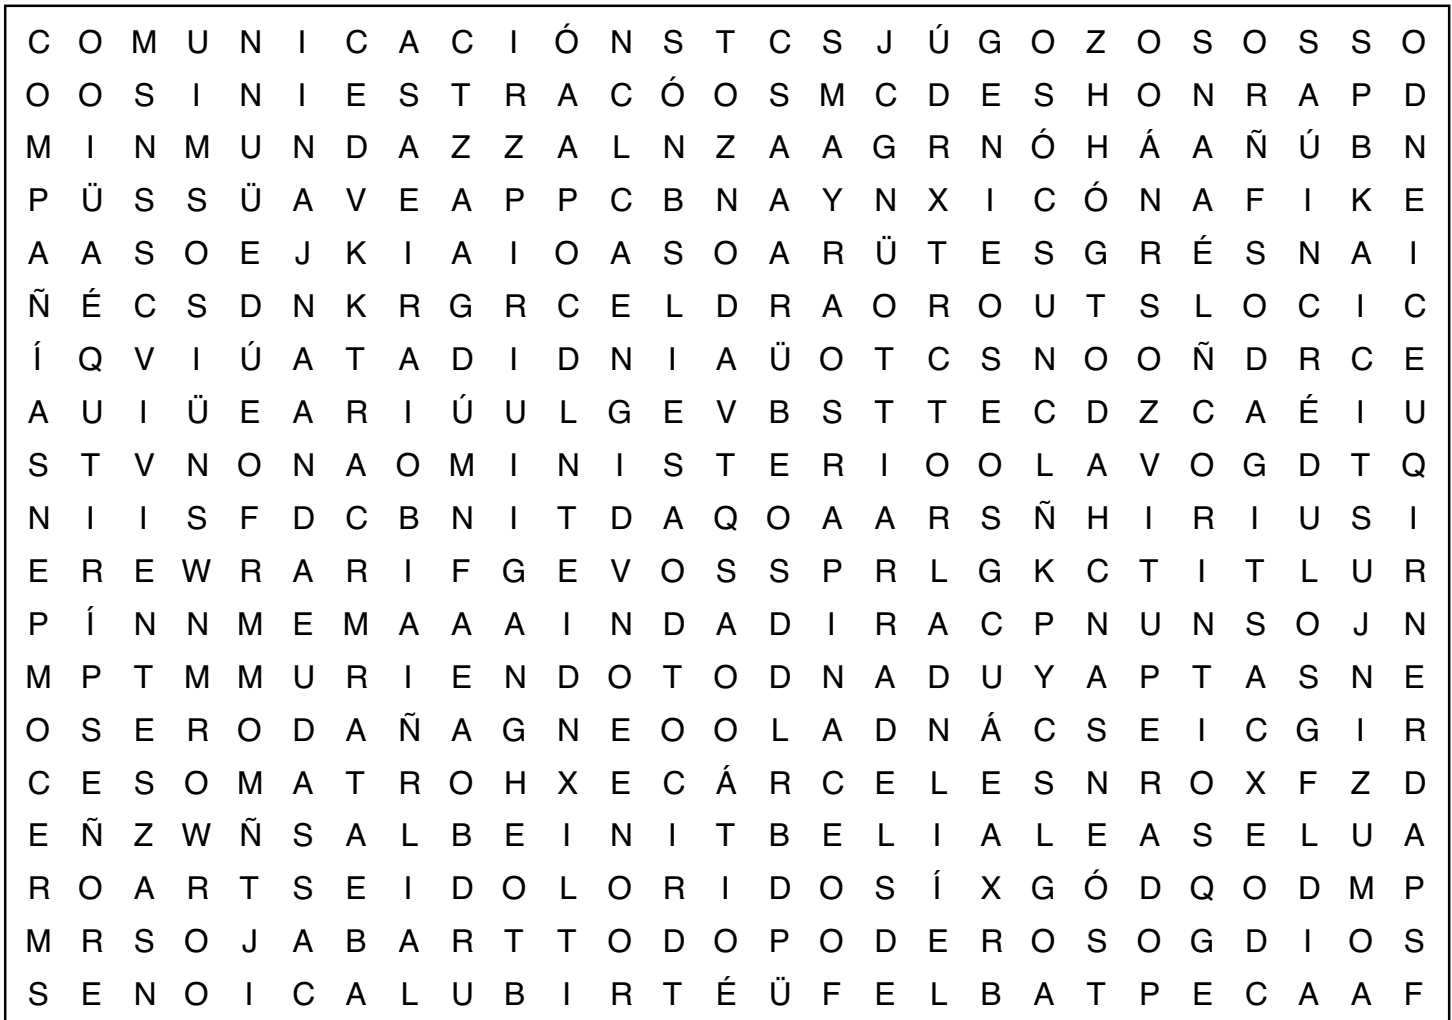 C O M U N I C A C I Ó N S T C S J Ú G O Z O S O S S O
O O S I N I E S T R A C Ó O S M C D E S H O N R A P D
M I N M U N D A Z Z A L N Z A A G R N Ó H Á A Ñ Ú B N
P Ü S S Ü A V E A P P C B N A Y N X I C Ó N A F I K E
A A S O E J K I A I O A S O A R Ü T E S G R É S N A I
Ñ É C S D N K R G R C E L D R A O R O U T S L O C I C
Í Q V I Ú A T A D I D N I A Ü O T C S N O O Ñ D R C E
A U I Ü E A R I Ú U L G E V B S T T E C D Z C A É I U
S T V N O N A O M I N I S T E R I O O L A V O G D T Q
N I I S F D C B N I T D A Q O A A R S Ñ H I R I U S I
E R E W R A R I F G E V O S S P R L G K C T I T L U R
P Í N N M E M A A A I N D A D I R A C P N U N S O J N
M P T M M U R I E N D O T O D N A D U Y A P T A S N E
O S E R O D A Ñ A G N E O O L A D N Á C S E I C G I R
C E S O M A T R O H X E C Á R C E L E S N R O X F Z D
E Ñ Z W Ñ S A L B E I N I T B E L I A L E A S E L U A
R O A R T S E I D O L O R I D O S Í X G Ó D Q O D M P
M R S O J A B A R T T O D O P O D E R O S O G D I O S
S E N O I C A L U B I R T É Ü F E L B A T P E C A A F